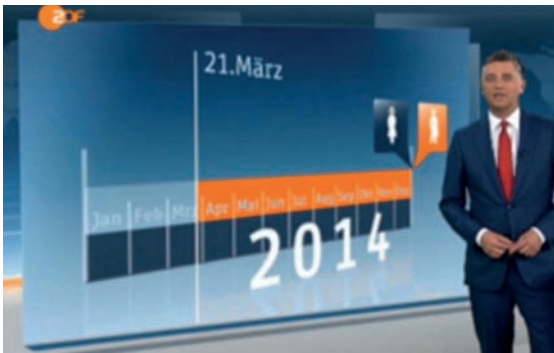 ZDF
21.März
Jan Feb Mrz Apr Mai Jun Jul Aug Sep Okt Nov Dez
2014